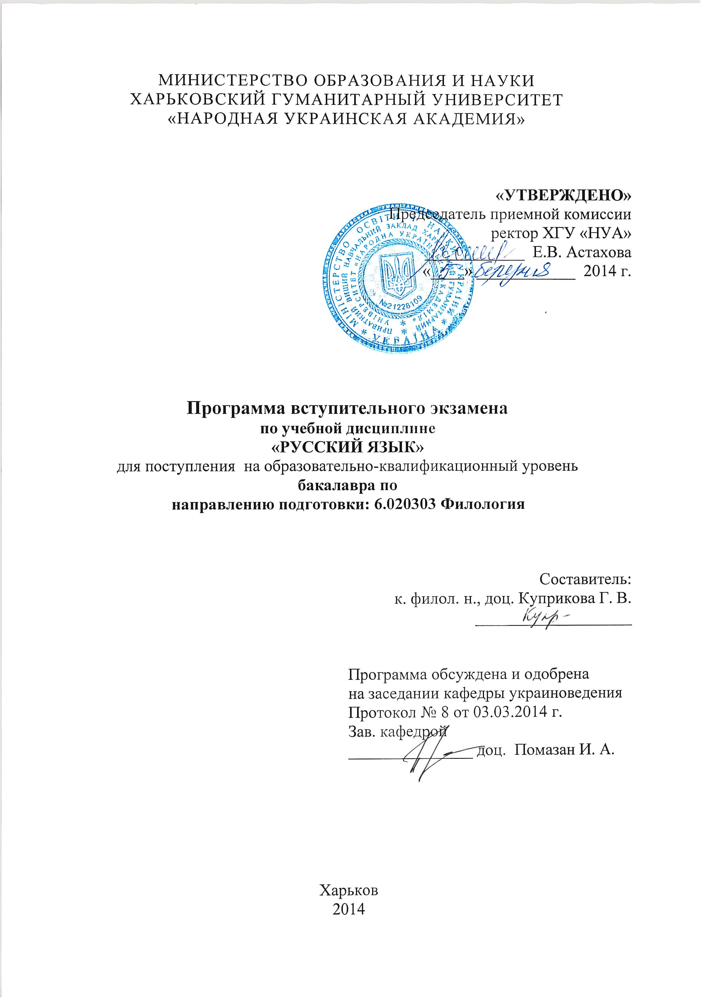 МИНИСТЕРСТВО ОБРАЗОВАНИЯ И НАУКИ
ХАРЬКОВСКИЙ ГУМАНИТАРНЫЙ УНИВЕРСИТЕТ
«НАРОДНАЯ УКРАИНСКАЯ АКАДЕМИЯ»
«УТВЕРЖДЕНО»
Председатель приемной комиссии
ректор ХГУ «НУА»
Е.В. Астахова
«5» березня 2014 г.
МІНІСТЕРСТВО ОСВІТИ І НАУКИ УКРАЇНИ * УКРАЇНА *
ПРИВАТНИЙ ВИЩИЙ НАВЧАЛЬНИЙ ЗАКЛАД ХАРКІВСЬКИЙ ГУМАНІТАРНИЙ *
УНІВЕРСИТЕТ «НАРОДНА УКРАЇНСЬКА АКАДЕМІЯ» *
№21228109
Программа вступительного экзамена
по учебной дисциплине
«РУССКИЙ ЯЗЫК»
для поступления на образовательно-квалификационный уровень
бакалавра по
направлению подготовки: 6.020303 Филология
Составитель:
к. филол. н., доц. Куприкова Г. В.
Программа обсуждена и одобрена
на заседании кафедры украиноведения
Протокол № 8 от 03.03.2014 г.
Зав. кафедрой
доц. Помазан И. А.
Харьков
2014